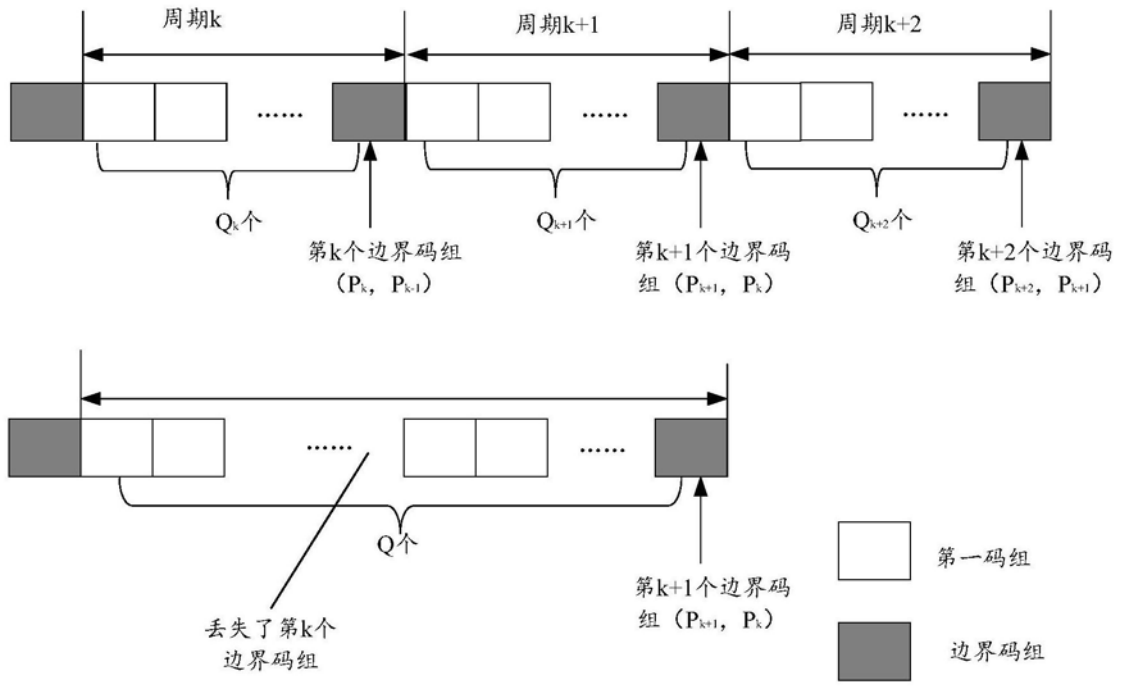 周期k
周期k+1
周期k+2
……
……
……
Qk个
Qk+1个
Qk+2个
第k个边界码组
（Pk，Pk-1）
第k+1个边界码
组（Pk+1，Pk）
第k+2个边界码
组（Pk+2，Pk+1）
……
……
Q个
丢失了第k个
边界码组
第k+1个边界码
组（Pk+1，Pk）
第一码组
边界码组